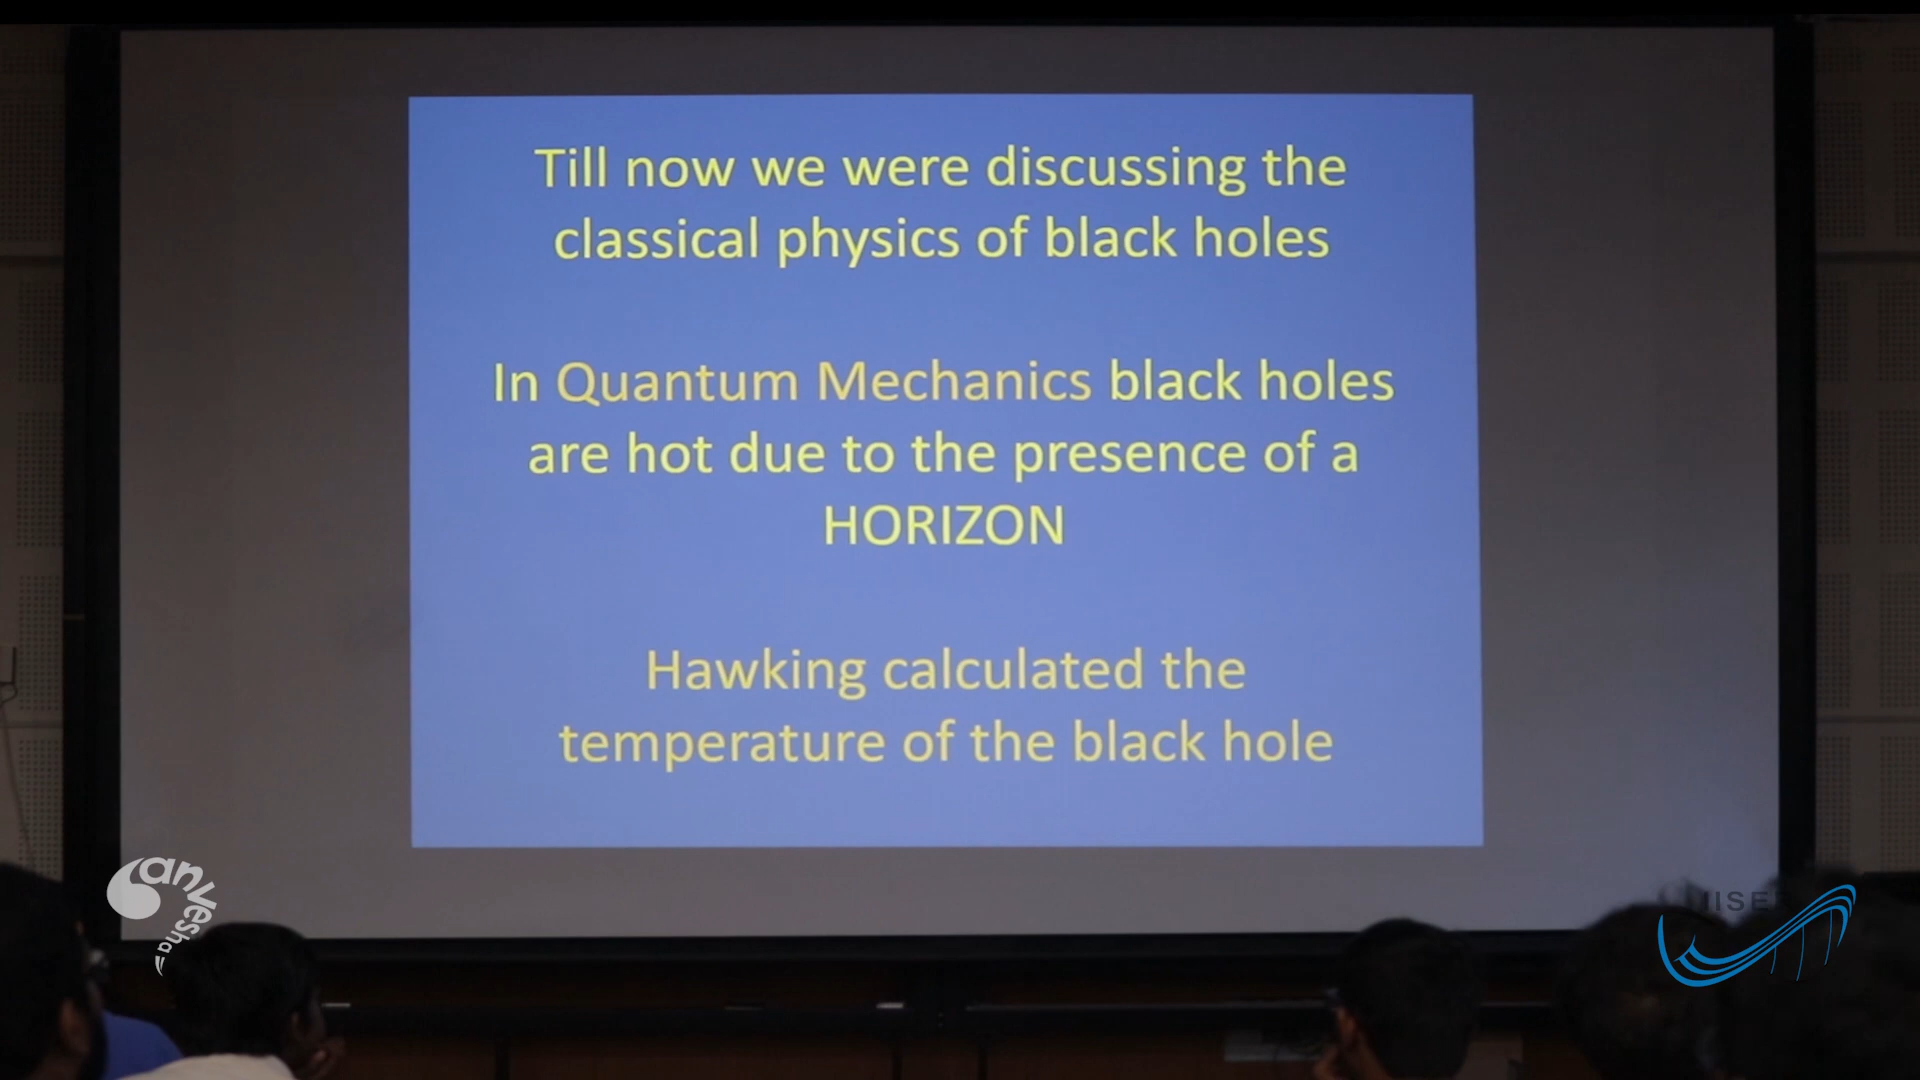 Till now we were discussing the
classical physics of black holes
In Quantum Mechanics black holes
are hot due to the presence of a
HORIZON
Hawking calculated the
temperature of the black hole
anvesha